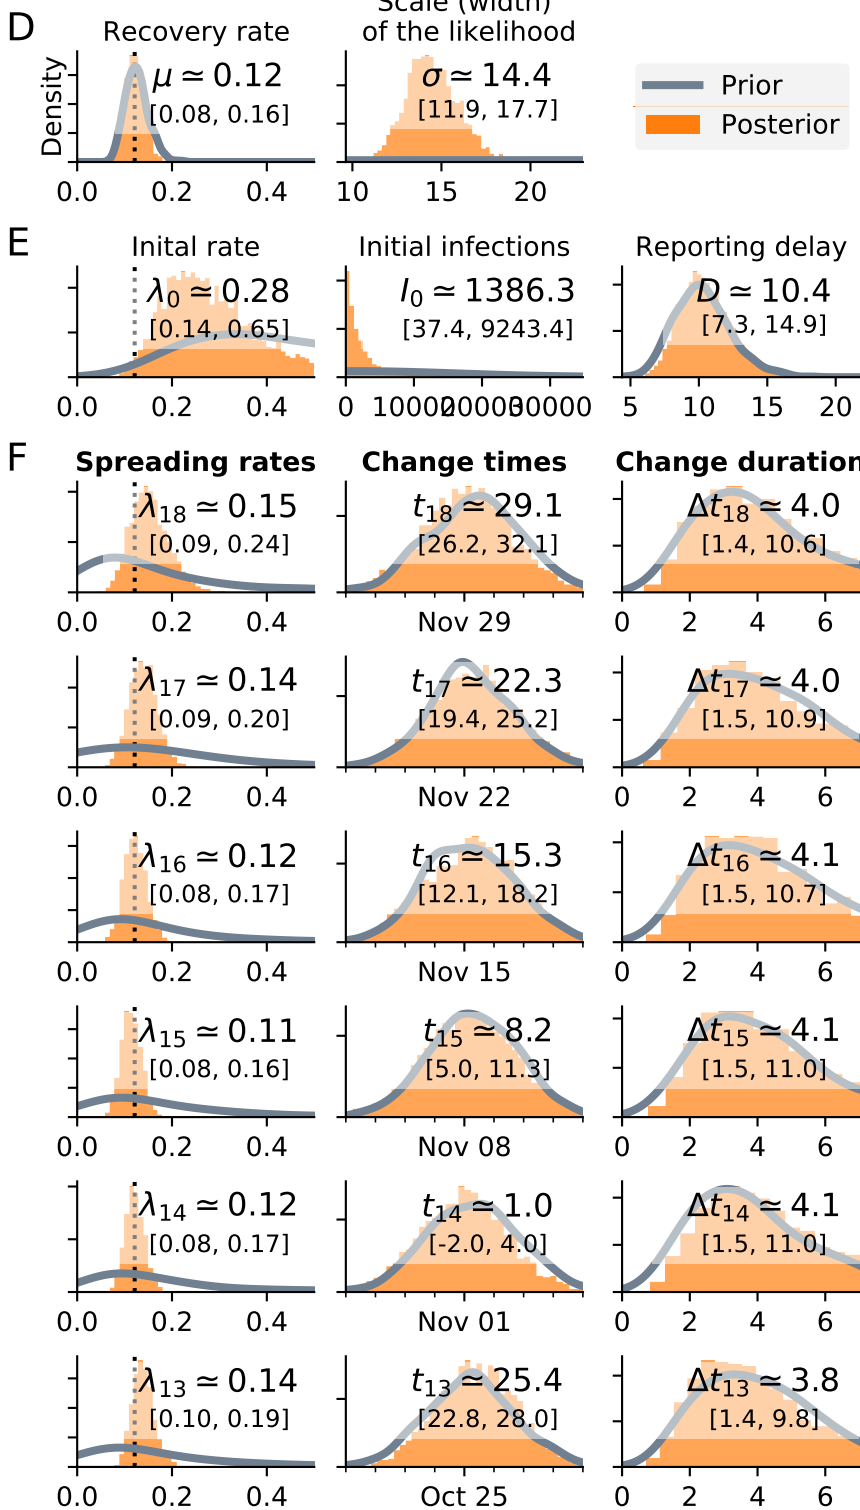 D
Scale (width)
Recovery rate
of the likelihood
Density
μ ≃ 0.12
[0.08, 0.16]
0.0 0.2 0.4
σ ≃ 14.4
[11.9, 17.7]
10 15 20
Prior
Posterior
E
Inital rate
λ0 ≃ 0.28
[0.14, 0.65]
0.0 0.2 0.4
Initial infections
I0 ≃ 1386.3
[37.4, 9243.4]
0 10000 20000 30000
Reporting delay
D ≃ 10.4
[7.3, 14.9]
5 10 15 20
F
Spreading rates
Change times
Change duration
λ18 ≃ 0.15
[0.09, 0.24]
0.0 0.2 0.4
t18 ≃ 29.1
[26.2, 32.1]
Nov 29
Δt18 ≃ 4.0
[1.4, 10.6]
0 2 4 6
λ17 ≃ 0.14
[0.09, 0.20]
0.0 0.2 0.4
t17 ≃ 22.3
[19.4, 25.2]
Nov 22
Δt17 ≃ 4.0
[1.5, 10.9]
0 2 4 6
λ16 ≃ 0.12
[0.08, 0.17]
0.0 0.2 0.4
t16 ≃ 15.3
[12.1, 18.2]
Nov 15
Δt16 ≃ 4.1
[1.5, 10.7]
0 2 4 6
λ15 ≃ 0.11
[0.08, 0.16]
0.0 0.2 0.4
t15 ≃ 8.2
[5.0, 11.3]
Nov 08
Δt15 ≃ 4.1
[1.5, 11.0]
0 2 4 6
λ14 ≃ 0.12
[0.08, 0.17]
0.0 0.2 0.4
t14 ≃ 1.0
[-2.0, 4.0]
Nov 01
Δt14 ≃ 4.1
[1.5, 11.0]
0 2 4 6
λ13 ≃ 0.14
[0.10, 0.19]
0.0 0.2 0.4
t13 ≃ 25.4
[22.8, 28.0]
Oct 25
Δt13 ≃ 3.8
[1.4, 9.8]
0 2 4 6